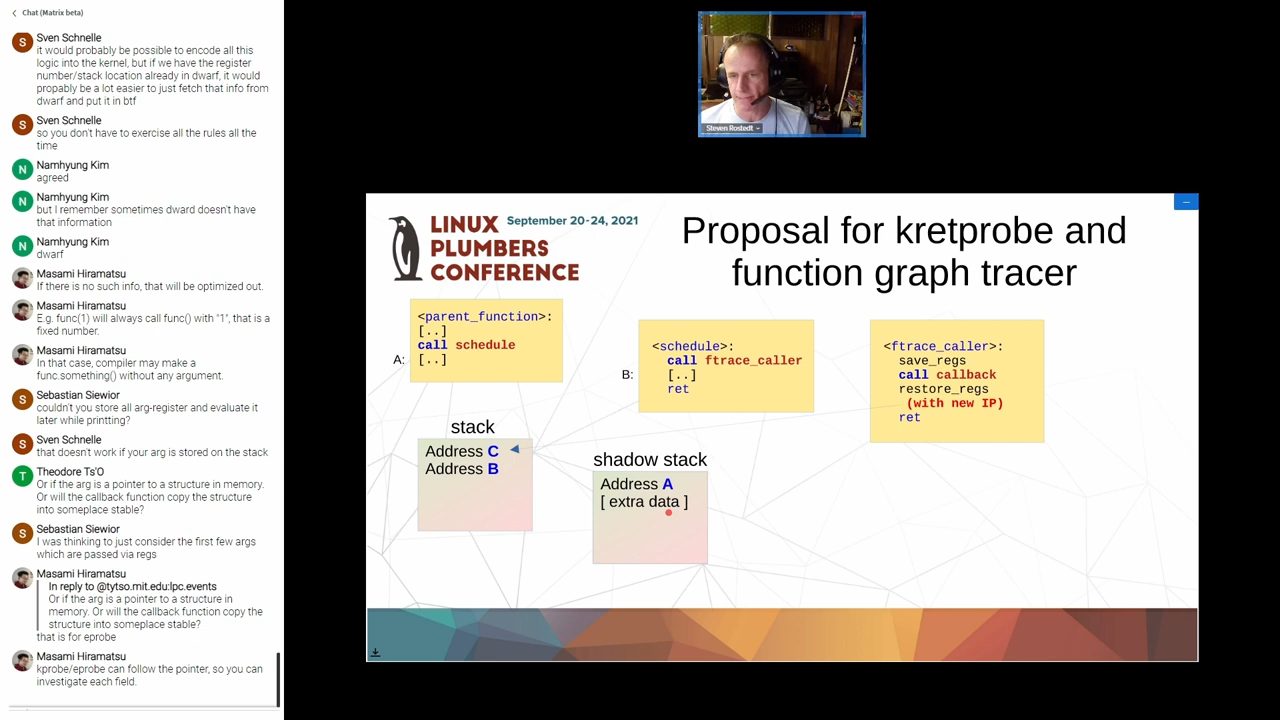 Chat (Matrix beta)
Sven Schnelle
it would probably be possible to encode all this
logic into the kernel, but if we have the register
number/stack location already in dwarf, it would
propably be a lot easier to just fetch that info from
dwarf and put it in btf
Sven Schnelle
so you don't have to exercise all the rules all the
time
Namhyung Kim
agreed
Namhyung Kim
but I remember sometimes dward doesn't have
that information
Namhyung Kim
dwarf
Masami Hiramatsu
If there is no such info, that will be optimized out.
Masami Hiramatsu
E.g. func(1) will always call func() with "1", that is a
fixed number.
Masami Hiramatsu
In that case, compiler may make a
func.something() without any argument.
Sebastian Siewior
couldn't you store all arg-register and evaluate it
later while printting?
Sven Schnelle
that doesn't work if your arg is stored on the stack
Theodore Ts'O
Or if the arg is a pointer to a structure in memory.
Or will the callback function copy the structure
into someplace stable?
Sebastian Siewior
I was thinking to just consider the first few args
which are passed via regs
Masami Hiramatsu
In reply to @tytso.mit.edu:lpc.events
Or if the arg is a pointer to a structure in
memory. Or will the callback function copy the
structure into someplace stable?
that is for eprobe
Masami Hiramatsu
kprobe/eprobe can follow the pointer, so you can
investigate each field.
S
S
N
N
N
S
S
T
S
Steven Rostedt
LINUX
PLUMBERS
CONFERENCE
September 20-24, 2021
Proposal for kretprobe and
function graph tracer
A:
<parent_function>:
[..]
call schedule
[..]
B:
<schedule>:
call ftrace_caller
[..]
ret
<ftrace_caller>:
save_regs
call callback
restore_regs
(with new IP)
ret
stack
Address C
Address B
shadow stack
Address A
[ extra data ]